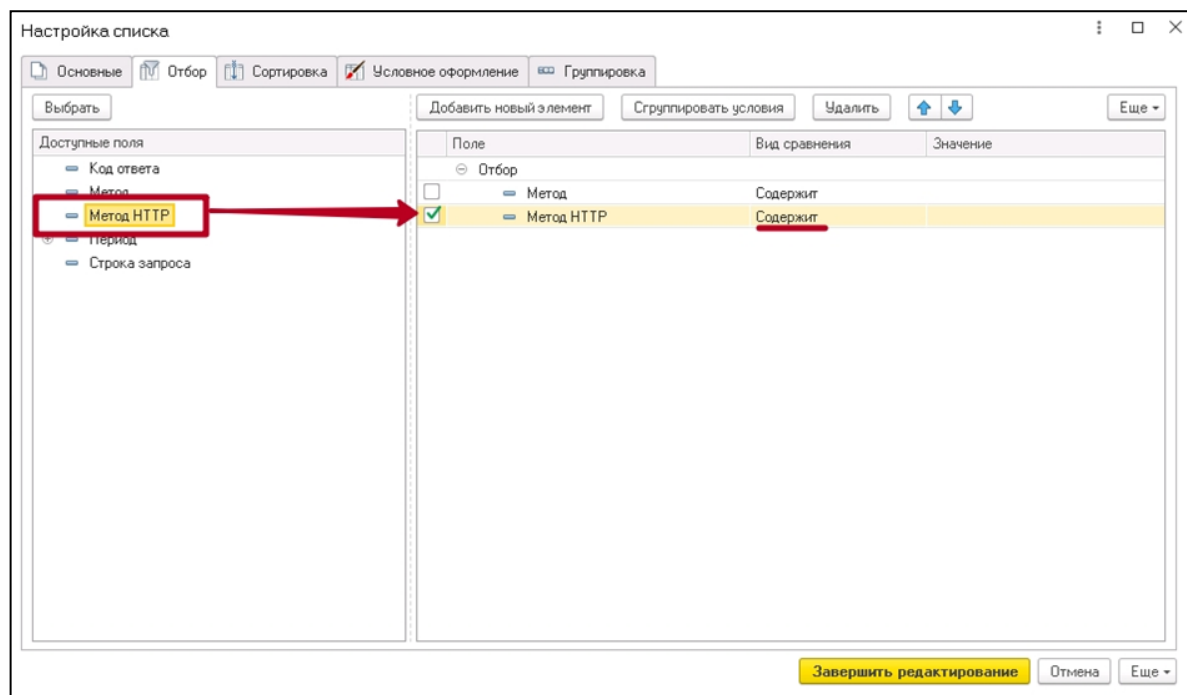 Настройка списка
Основные Отбор Сортировка Условное оформление Группировка
Выбрать Добавить новый элемент Сгруппировать условия Удалить Еще
Доступные поля Поле Вид сравнения Значение
Код ответа Отбор
Метод Метод Содержит
Метод HTTP Метод HTTP Содержит
Период
Строка запроса
Завершить редактирование Отмена Еще